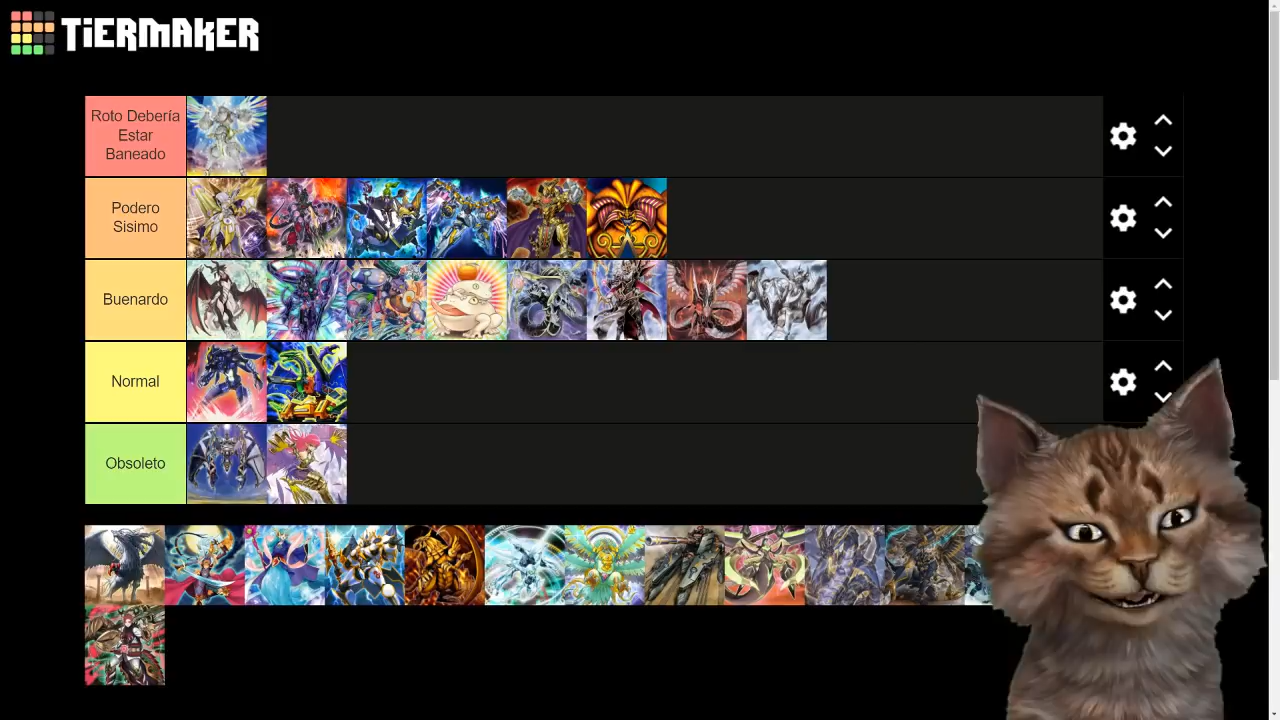 TiERMAKER
Roto Debería
Estar
Baneado
Podero
Sisimo
Buenardo
Normal
Obsoleto